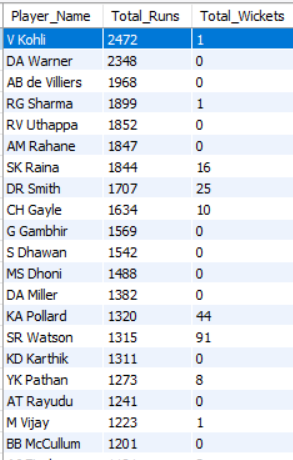 Player_Name Total_Runs Total_Wickets
V Kohli 2472 1
DA Warner 2348 0
AB de Villiers 1968 0
RG Sharma 1899 1
RV Uthappa 1852 0
AM Rahane 1847 0
SK Raina 1844 16
DR Smith 1707 25
CH Gayle 1634 10
G Gambhir 1569 0
S Dhawan 1542 0
MS Dhoni 1488 0
DA Miller 1382 0
KA Pollard 1320 44
SR Watson 1315 91
KD Karthik 1311 0
YK Pathan 1273 8
AT Rayudu 1241 0
M Vijay 1223 1
BB McCullum 1201 0